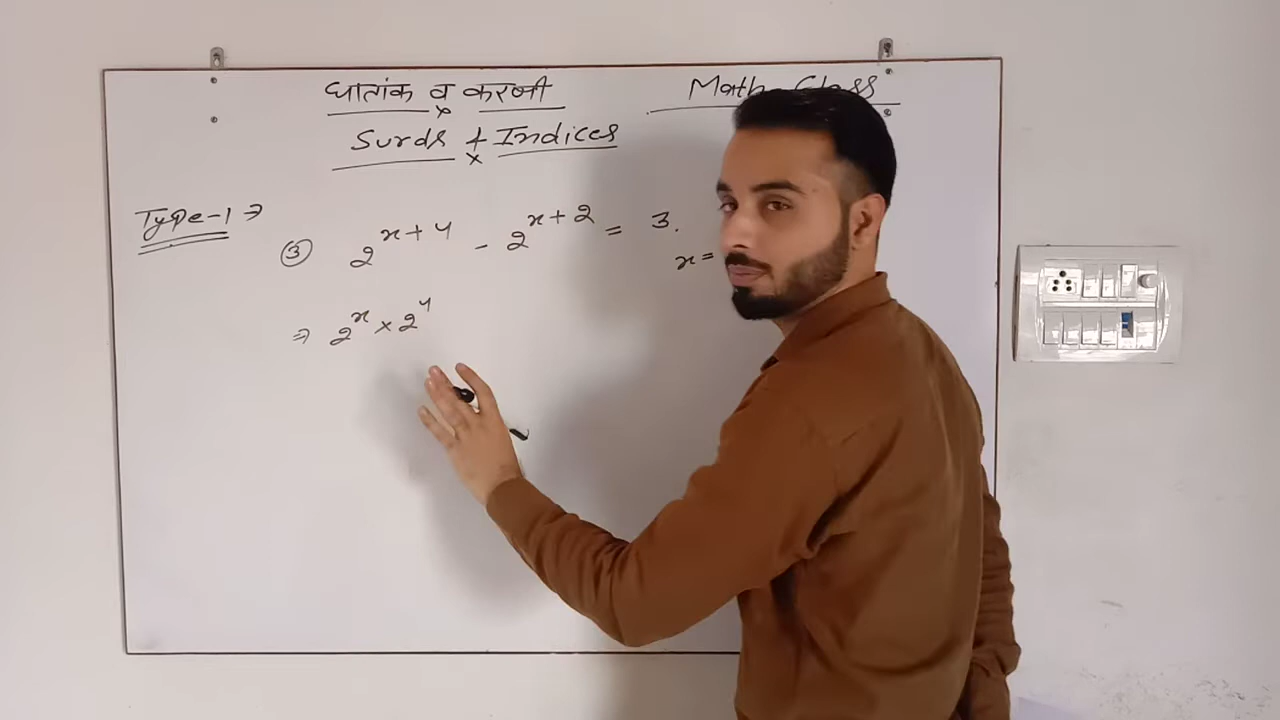 घातांक व करणी
Math Class
Surds & Indices
Type-1 →
③ 2^{x+4} - 2^{x+2} = 3.
x =
⇒ 2^x × 2^4